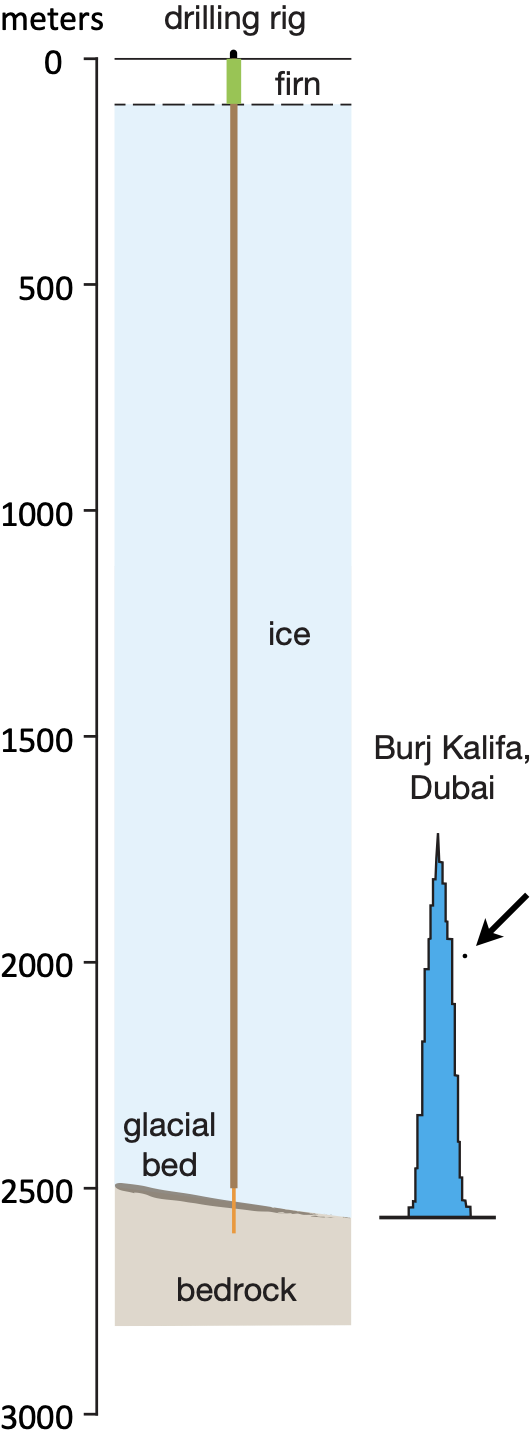 meters
drilling rig
0
firn
500
1000
ice
1500
Burj Kalifa,
Dubai
2000
glacial
bed
2500
bedrock
3000